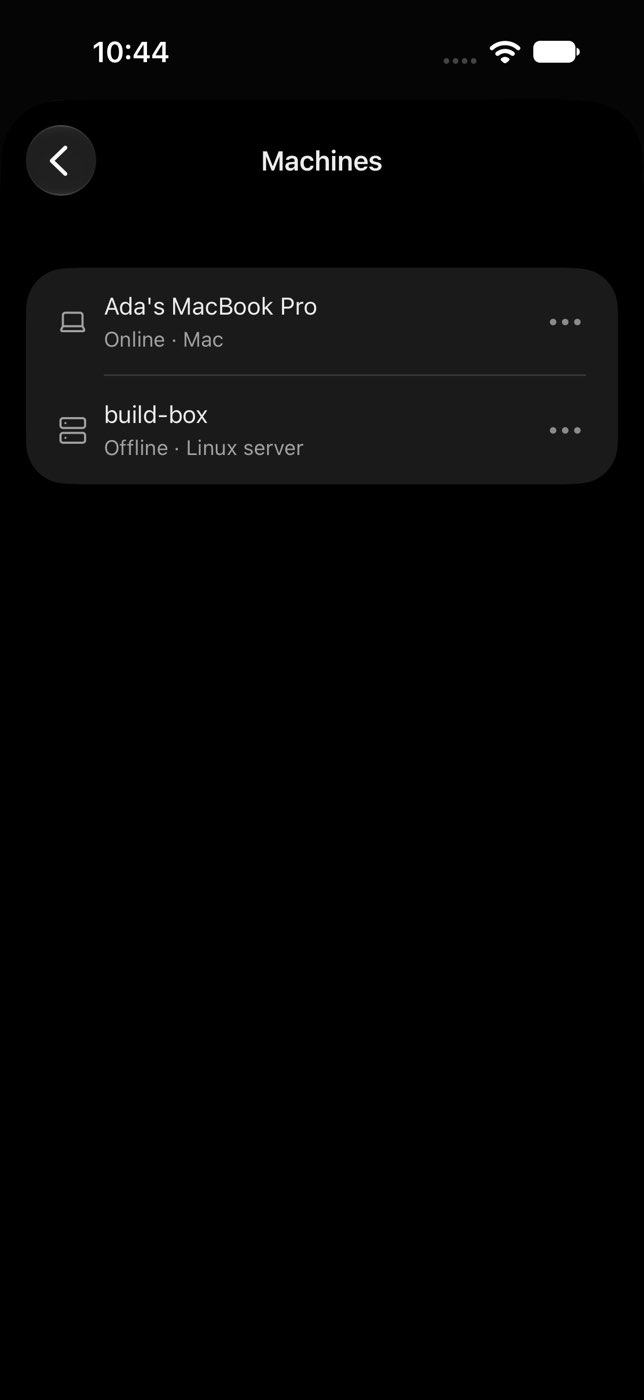 10:44
Machines
Ada's MacBook Pro
Online · Mac
build-box
Offline · Linux server